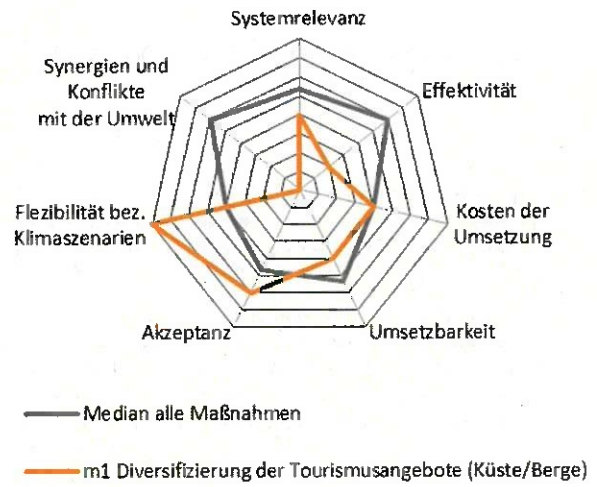 Systemrelevanz
Synergien und
Konflikte
mit der Umwelt
Effektivität
Flezibilität bez.
Klimaszenarien
Kosten der
Umsetzung
Akzeptanz
Umsetzbarkeit
Median alle Maßnahmen
m1 Diversifizierung der Tourismusangebote (Küste/Berge)